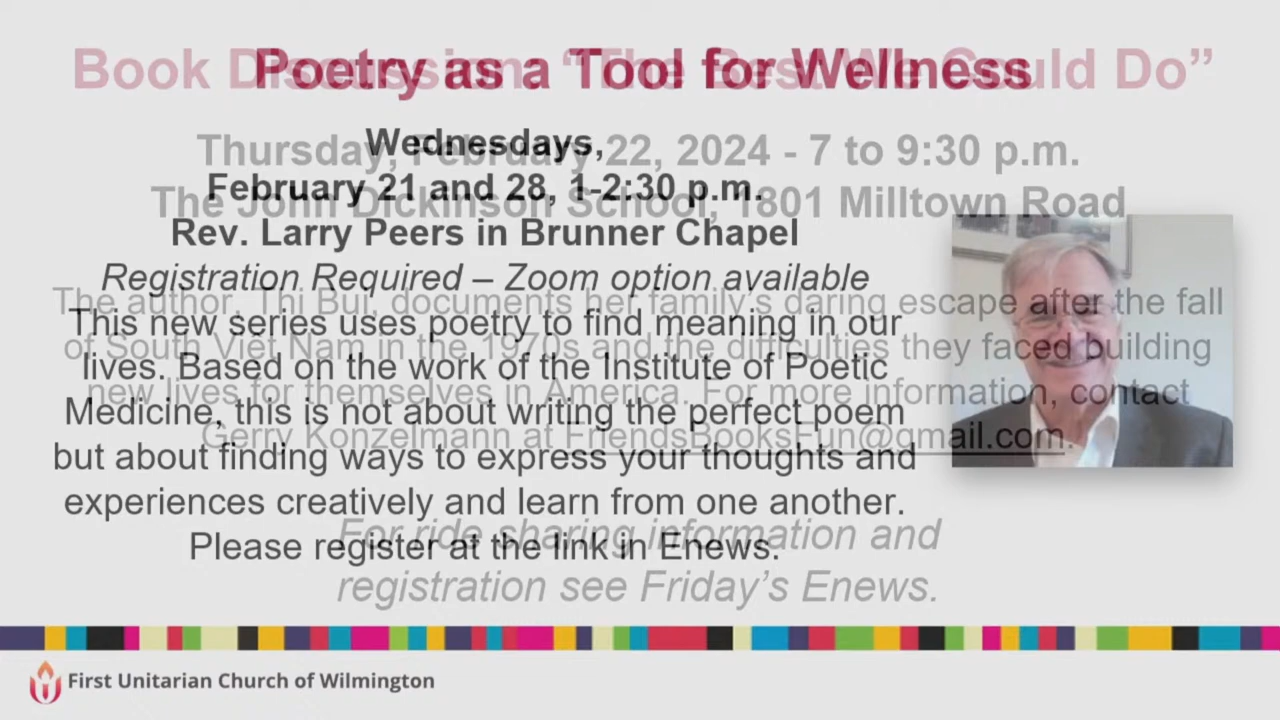 Poetry as a Tool for Wellness
Wednesdays,
February 21 and 28, 1-2:30 p.m.
Rev. Larry Peers in Brunner Chapel
Registration Required – Zoom option available
This new series uses poetry to find meaning in our
lives. Based on the work of the Institute of Poetic
Medicine, this is not about writing the perfect poem
but about finding ways to express your thoughts and
experiences creatively and learn from one another.
Please register at the link in Enews.
Book Discussion: “The Best We Could Do”
Thursday, February 22, 2024 - 7 to 9:30 p.m.
The John Dickinson School, 1801 Milltown Road
The author, Thi Bui, documents her family’s daring escape after the fall
of South Viet Nam in the 1970s and the difficulties they faced building
new lives for themselves in America. For more information, contact
Gerry Konzelmann at FriendsBooksFun@gmail.com.
For ride sharing information and
registration see Friday’s Enews.
First Unitarian Church of Wilmington